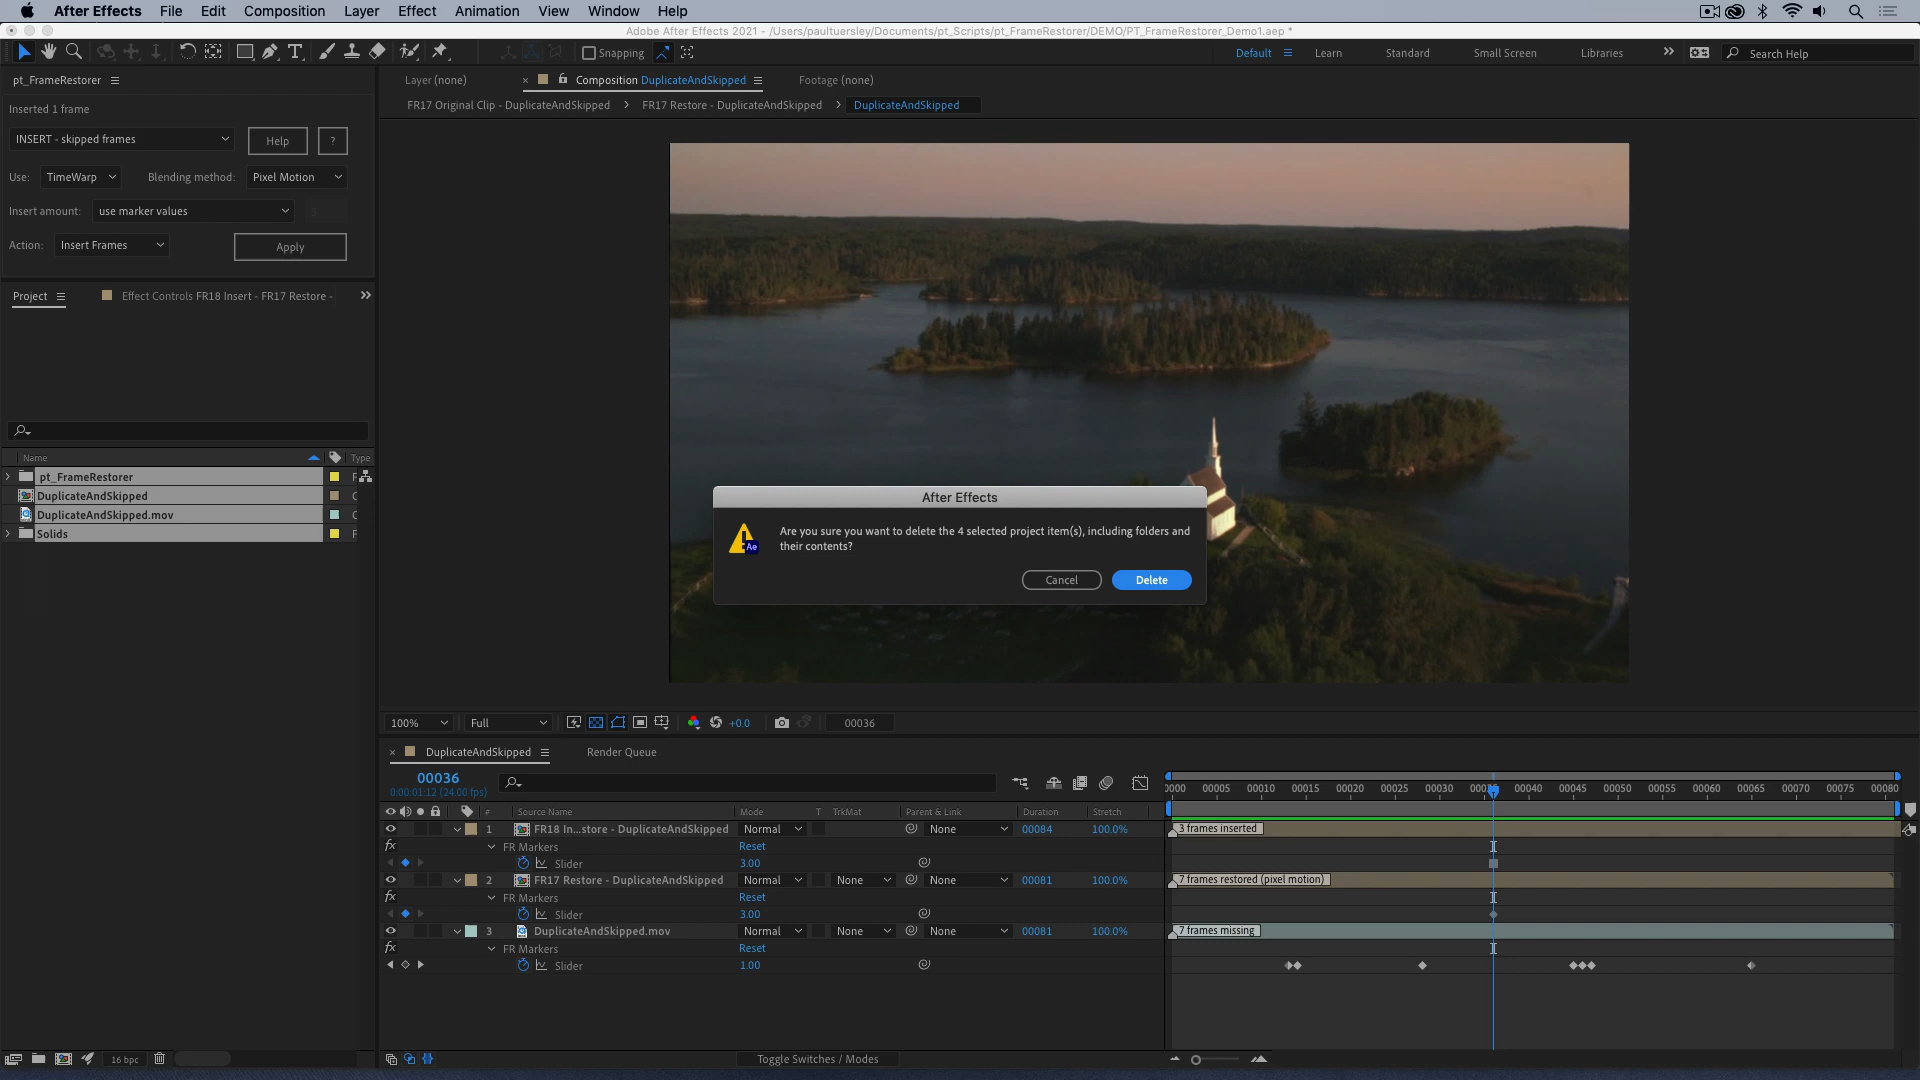 After Effects File Edit Composition Layer Effect Animation View Window Help
Adobe After Effects 2021 - /Users/paultuersley/Documents/pt_Scripts/pt_FrameRestorer/DEMO/PT_FrameRestorer_Demo1.aep *
Snapping Default Learn Standard Small Screen Libraries Search Help
pt_FrameRestorer
Layer (none) Composition DuplicateAndSkipped Footage (none)
FR17 Original Clip - DuplicateAndSkipped FR17 Restore - DuplicateAndSkipped DuplicateAndSkipped
Inserted 1 frame
INSERT - skipped frames Help ?
Use: TimeWarp Blending method: Pixel Motion
Insert amount: use marker values
Action: Insert Frames Apply
Project Effect Controls FR18 Insert - FR17 Restore -
Name Type
pt_FrameRestorer F
DuplicateAndSkipped C
DuplicateAndSkipped.mov C
Solids F
After Effects
Are you sure you want to delete the 4 selected project item(s), including folders and
their contents?
Cancel Delete
100% Full +0.0 00036
DuplicateAndSkipped Render Queue
00036
0:00:01:12 (24.00 fps)
0000 00005 00010 00015 00020 00025 00030 00040 00045 00050 00055 00060 00065 00070 00075 00080
# Source Name Mode T TrkMat Parent & Link Duration Stretch
1 FR18 In...store - DuplicateAndSkipped Normal None 00084 100.0% 3 frames inserted
fx FR Markers Reset
Slider 3.00
2 FR17 Restore - DuplicateAndSkipped Normal None None 00081 100.0% 7 frames restored (pixel motion)
fx FR Markers Reset
Slider 3.00
3 DuplicateAndSkipped.mov Normal None None 00081 100.0% 7 frames missing
fx FR Markers Reset
Slider 1.00
16 bpc Toggle Switches / Modes